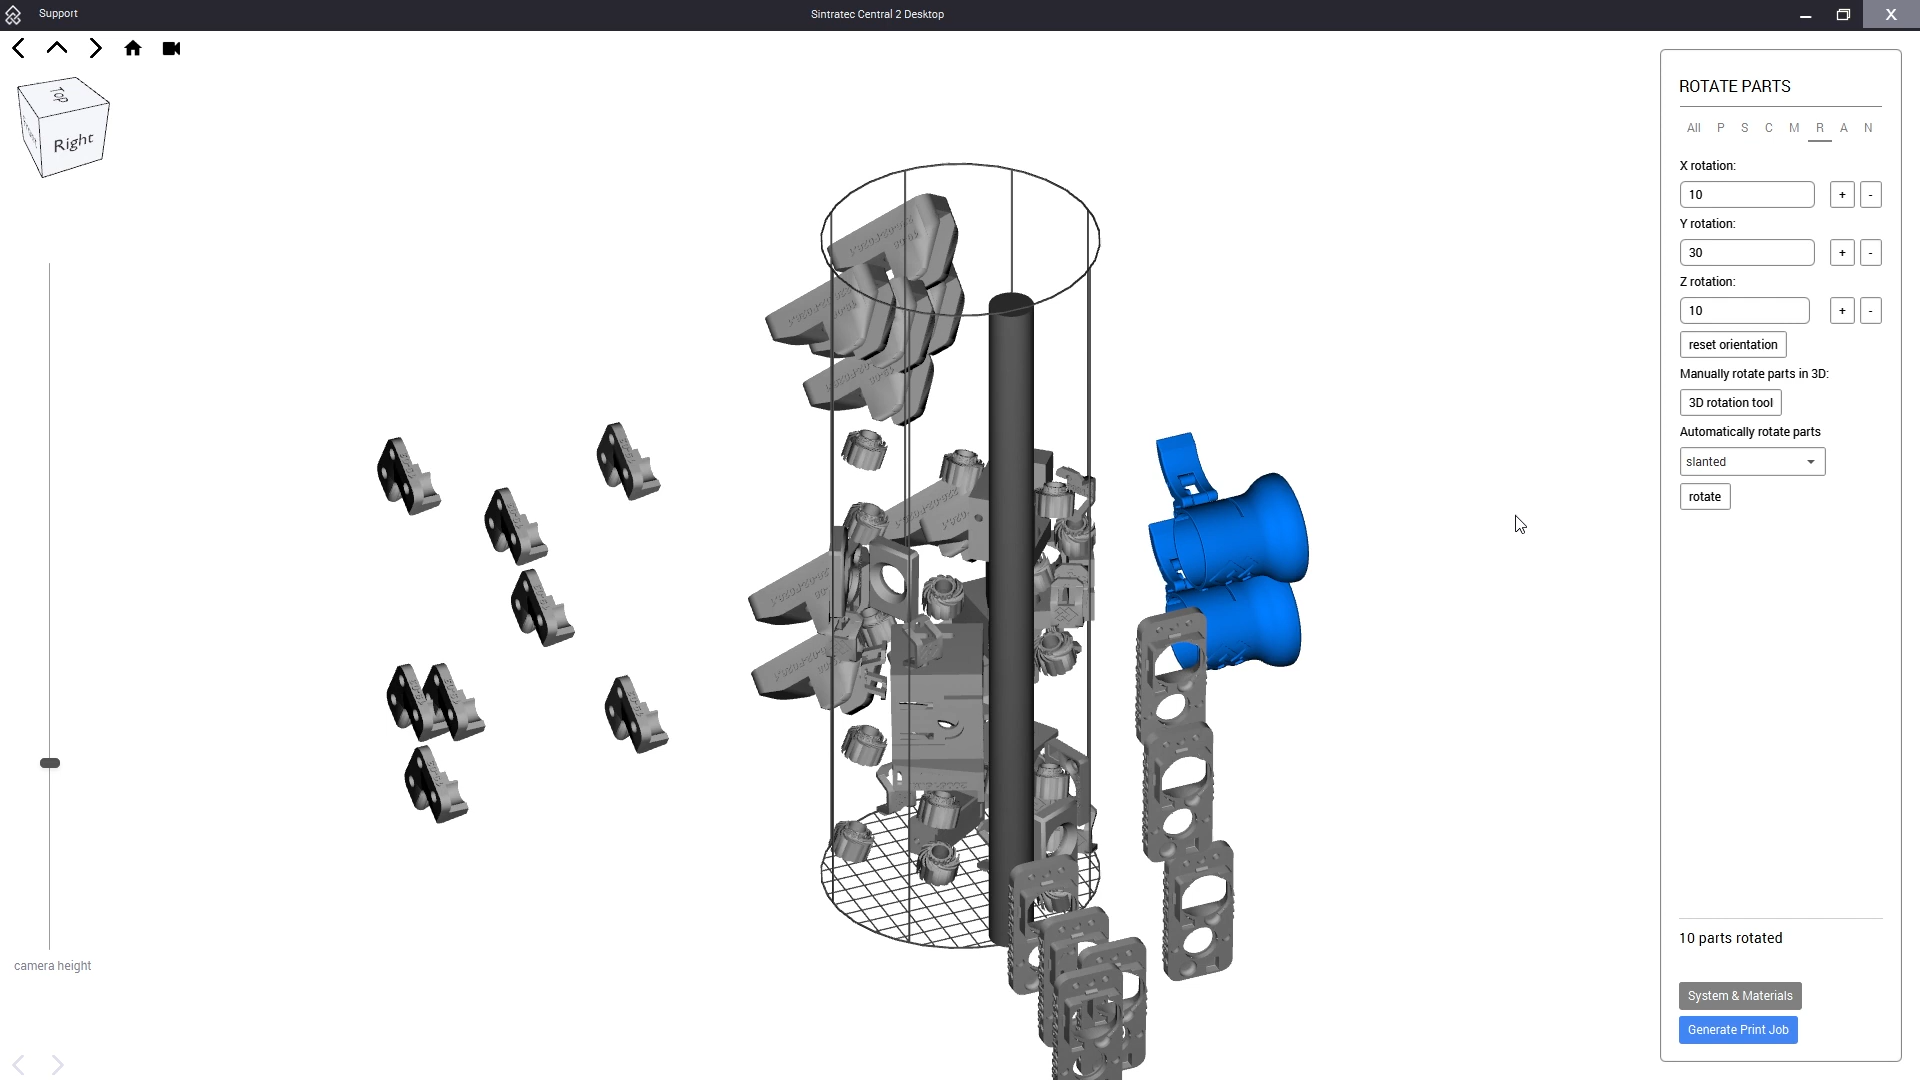 Support
Sintratec Central 2 Desktop
X
Top
Right
camera height
ROTATE PARTS
All P S C M R A N
X rotation:
10 + -
Y rotation:
30 + -
Z rotation:
10 + -
reset orientation
Manually rotate parts in 3D:
3D rotation tool
Automatically rotate parts
slanted
rotate
10 parts rotated
System & Materials
Generate Print Job